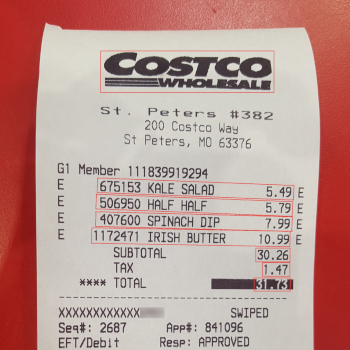 COSTCO
WHOLESALE
St. Peters #382
200 Costco Way
St Peters, MO 63376
G1 Member 111839919294
E 675153 KALE SALAD 5.49 E
E 506950 HALF HALF 5.79 E
E 407600 SPINACH DIP 7.99 E
E 1172471 IRISH BUTTER 10.99 E
SUBTOTAL 30.26
TAX 1.47
**** TOTAL 31.73
XXXXXXXXXXXX SWIPED
Seq#: 2687 App#: 841096
EFT/Debit Resp: APPROVED